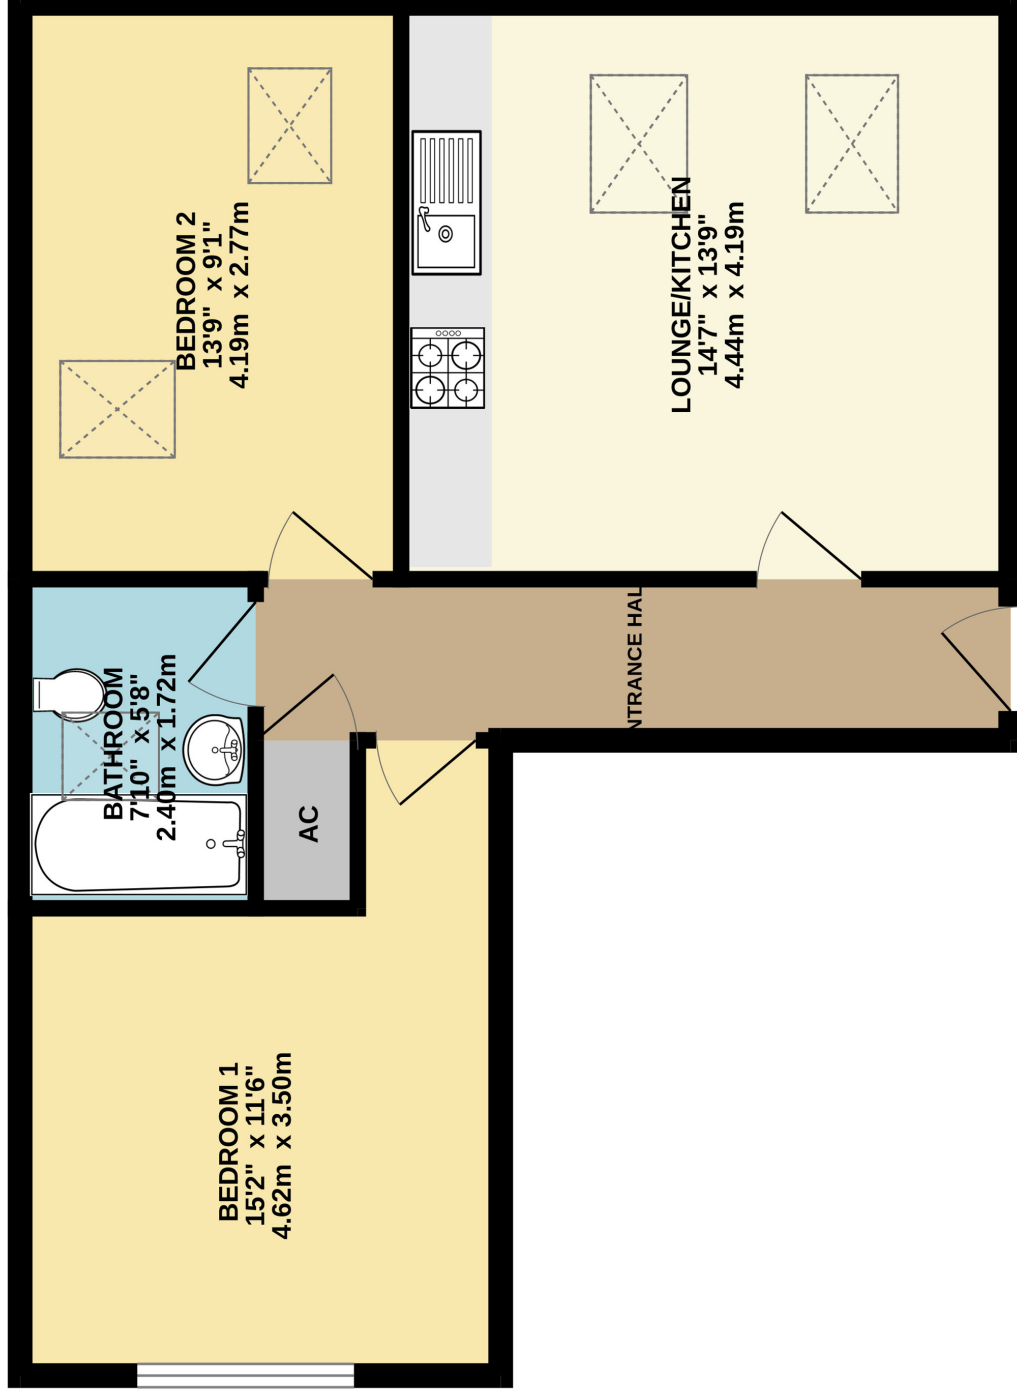 BEDROOM 2
13'9" x 9'1"
4.19m x 2.77m
LOUNGE/KITCHEN
14'7" x 13'9"
4.44m x 4.19m
NTRANCE HAL
BATHROOM
7'10" x 5'8"
2.40m x 1.72m
AC
BEDROOM 1
15'2" x 11'6"
4.62m x 3.50m